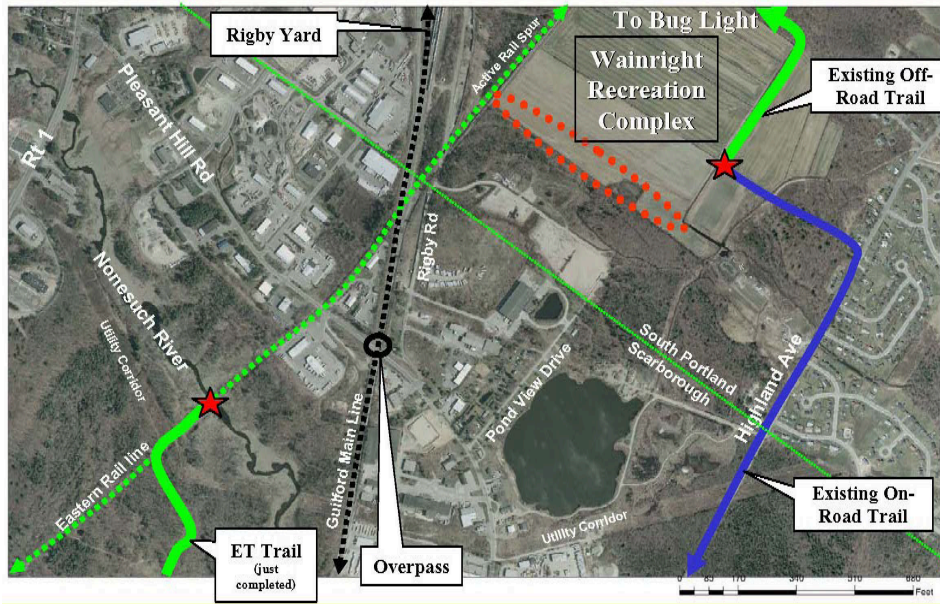 To Bug Light
Rigby Yard
Wainright
Recreation
Complex
Existing Off-
Road Trail
Active Rail Spur
Pleasant Hill Rd
Rt 1
Rigby Rd
Nonesuch River
Utility Corridor
South Portland
Scarborough
Highland Ave
Pond View Drive
Guilford Main Line
Eastern Rail line
Utility Corridor
Existing On-
Road Trail
ET Trail
(just
completed)
Overpass
0 85 170 340 510 680
Feet